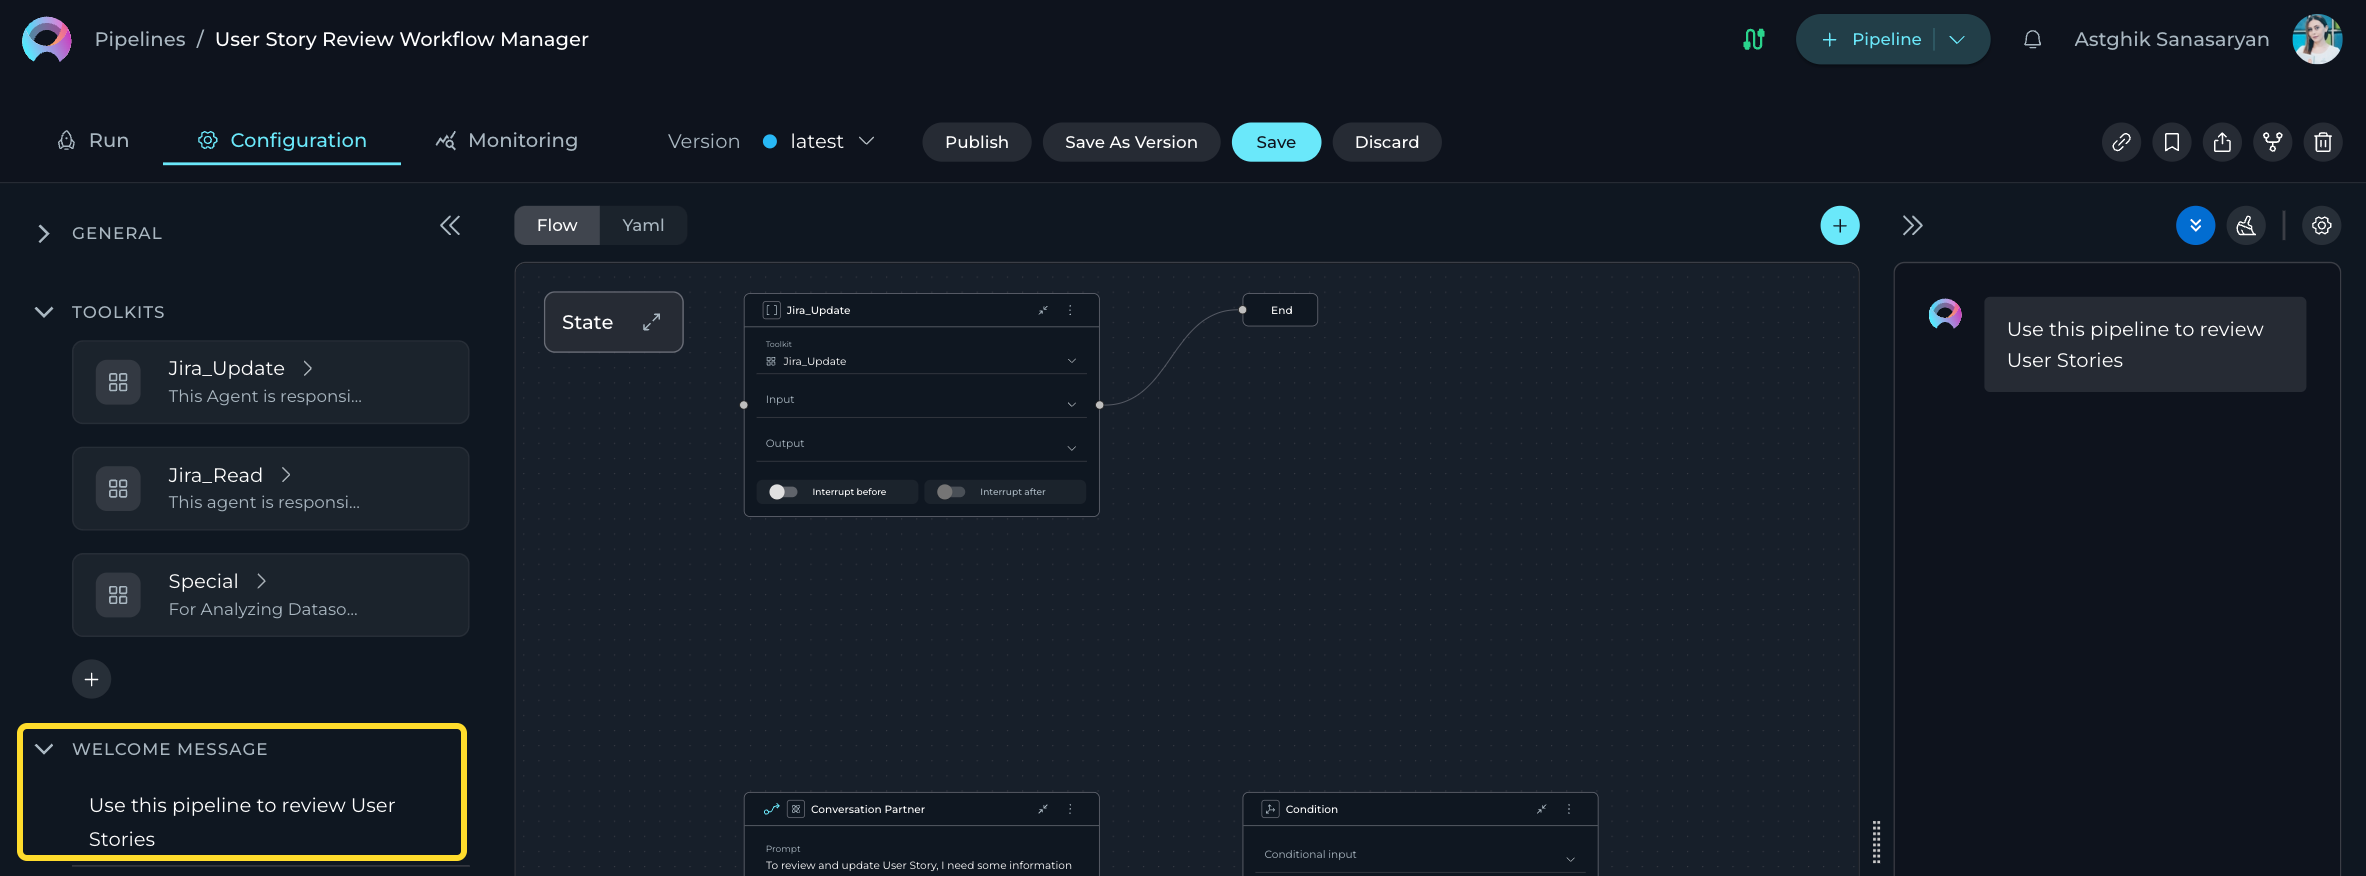 Pipelines / User Story Review Workflow Manager
+ Pipeline
Astghik Sanasaryan
Run
Configuration
Monitoring
Version
latest
Publish
Save As Version
Save
Discard
GENERAL
TOOLKITS
Jira_Update
This Agent is responsi...
Jira_Read
This agent is responsi...
Special
For Analyzing Dataso...
WELCOME MESSAGE
Use this pipeline to review User
Stories
Flow
Yaml
State
Jira_Update
Toolkit
Jira_Update
Input
Output
Interrupt before
Interrupt after
End
Conversation Partner
Prompt
To review and update User Story, I need some information
Condition
Conditional input
Use this pipeline to review
User Stories